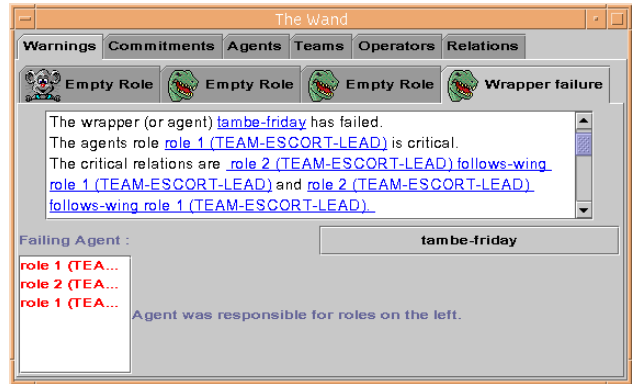 The Wand
Warnings Commitments Agents Teams Operators Relations
Empty Role Empty Role Empty Role Wrapper failure
The wrapper (or agent) tambe-friday has failed.
The agents role role 1 (TEAM-ESCORT-LEAD) is critical.
The critical relations are role 2 (TEAM-ESCORT-LEAD) follows-wing
role 1 (TEAM-ESCORT-LEAD) and role 2 (TEAM-ESCORT-LEAD)
follows-wing role 1 (TEAM-ESCORT-LEAD).
Failing Agent : tambe-friday
role 1 (TEA...
role 2 (TEA...
role 1 (TEA...
Agent was responsible for roles on the left.